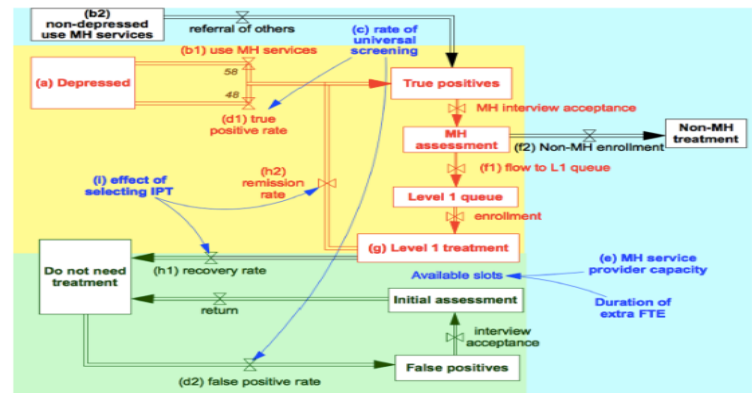 (b2)
non-depressed
use MH services
referral of others
(c) rate of
universal
screening
(b1) use MH services
58
(a) Depressed
48
True positives
(d1) true
positive rate
MH interview acceptance
MH
assessment
(f2) Non-MH enrollment
Non-MH
treatment
(h2)
remission
rate
(f1) flow to L1 queue
(i) effect of
selecting IPT
Level 1 queue
enrollment
(g) Level 1 treatment
(e) MH service
provider capacity
Do not need
treatment
(h1) recovery rate
Available slots
Initial assessment
Duration of
extra FTE
return
interview
acceptance
False positives
(d2) false positive rate